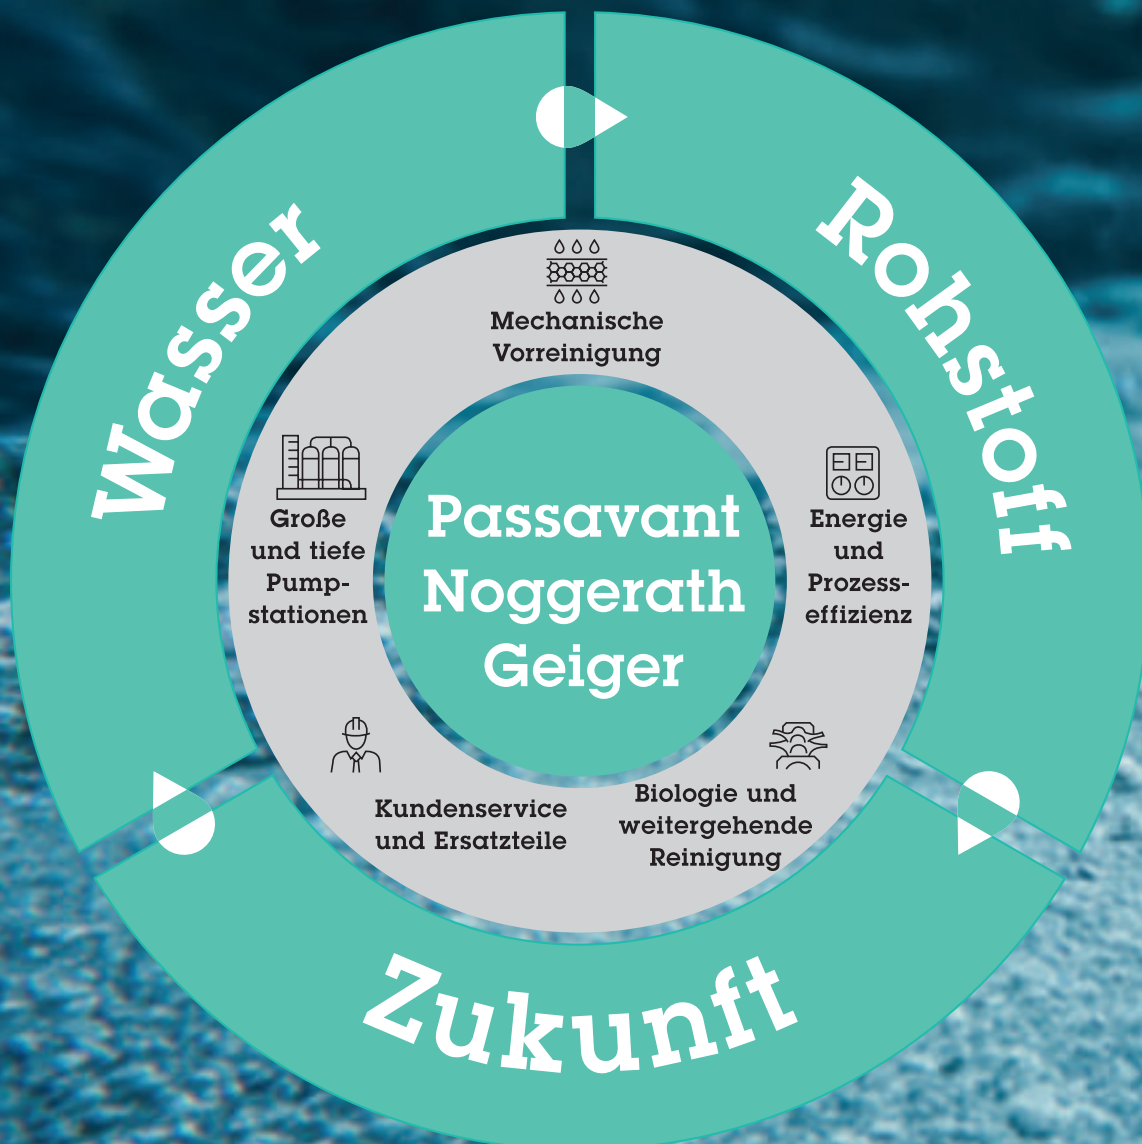 Wasser
Rohstoff
Mechanische
Vorreinigung
Große
und tiefe
Pump-
stationen
Passavant
Noggerath
Geiger
Energie
und
Prozess-
effizienz
Kundenservice
und Ersatzteile
Biologie und
weitergehende
Reinigung
Zukunft